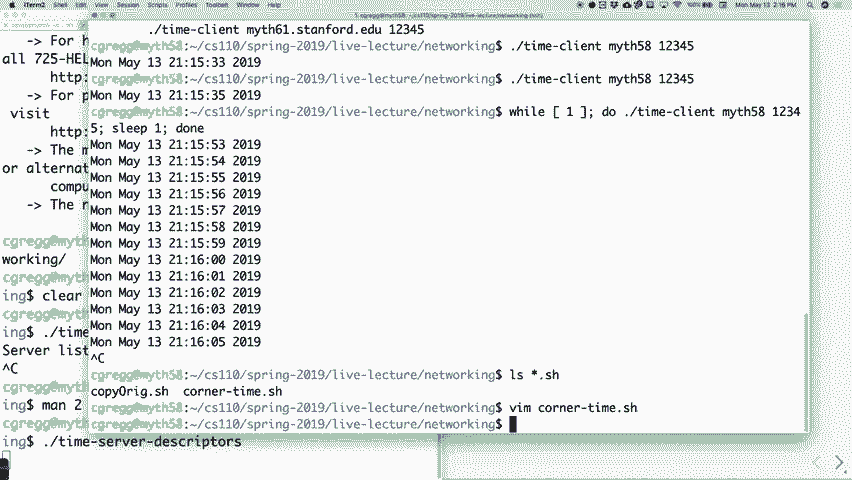 iTerm2 Shell Edit View Session Scripts Profiles Toolbelt Window Help
Mon May 13 2:16 PM
./time-client myth61.stanford.edu 12345
cgregg@myth58:~/cs110/spring-2019/live-lecture/networking$ ./time-client myth58 12345
Mon May 13 21:15:33 2019
cgregg@myth58:~/cs110/spring-2019/live-lecture/networking$ ./time-client myth58 12345
Mon May 13 21:15:35 2019
cgregg@myth58:~/cs110/spring-2019/live-lecture/networking$ while [ 1 ]; do ./time-client myth58 1234
5; sleep 1; done
Mon May 13 21:15:53 2019
Mon May 13 21:15:54 2019
Mon May 13 21:15:55 2019
Mon May 13 21:15:56 2019
Mon May 13 21:15:57 2019
Mon May 13 21:15:58 2019
Mon May 13 21:15:59 2019
Mon May 13 21:16:00 2019
Mon May 13 21:16:01 2019
Mon May 13 21:16:02 2019
Mon May 13 21:16:03 2019
Mon May 13 21:16:04 2019
Mon May 13 21:16:05 2019
^C
cgregg@myth58:~/cs110/spring-2019/live-lecture/networking$ ls *.sh
copyOrig.sh corner-time.sh
cgregg@myth58:~/cs110/spring-2019/live-lecture/networking$ vim corner-time.sh
cgregg@myth58:~/cs110/spring-2019/live-lecture/networking$
-> For h
all 725-HEL
http:
-> For p
visit
http:
-> The m
or alternat
compu
-> The n
cgregg@myth
working/
cgregg@myth
ing$ clear
cgregg@myth
ing$ ./time
Server list
^C
cgregg@myth
ing$ man 2
cgregg@myth
ing$ ./time-server-descriptors